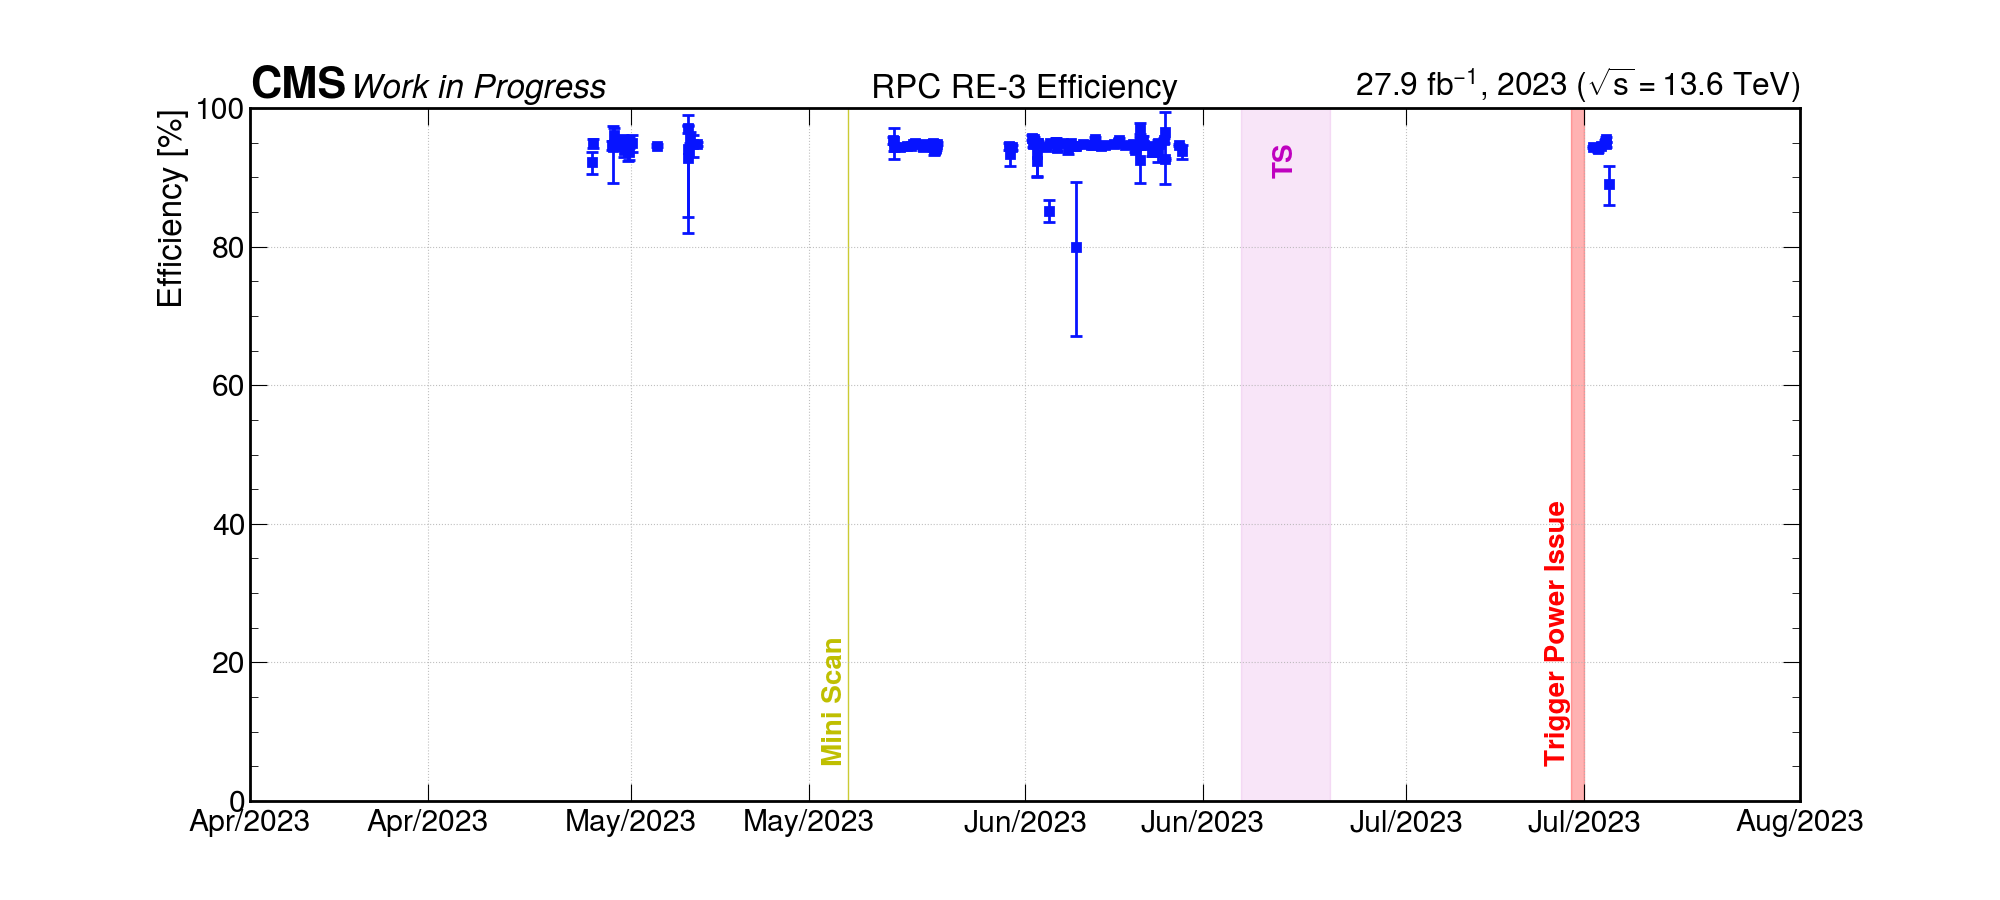 CMS Work in Progress
RPC RE-3 Efficiency
27.9 fb⁻¹, 2023 (√s = 13.6 TeV)
Efficiency [%]
100
80
60
40
20
0
Mini Scan
TS
Trigger Power Issue
Apr/2023 Apr/2023 May/2023 May/2023 Jun/2023 Jun/2023 Jul/2023 Jul/2023 Aug/2023